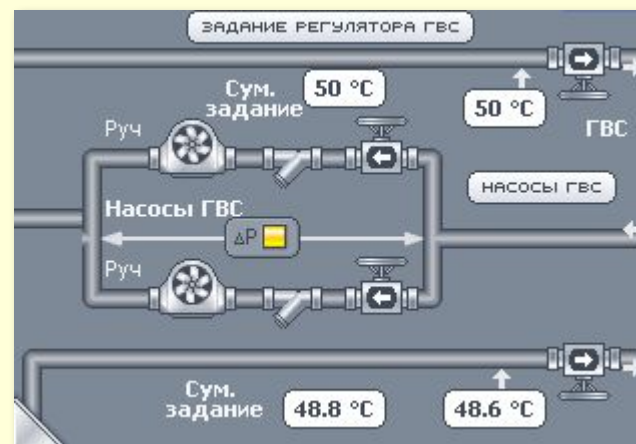 ЗАДАНИЕ РЕГУЛЯТОРА ГВС
Сум.
задание
50 °C
50 °C
Руч
ГВС
НАСОСЫ ГВС
Насосы ГВС
ΔP
Руч
Сум.
задание
48.8 °C
48.6 °C